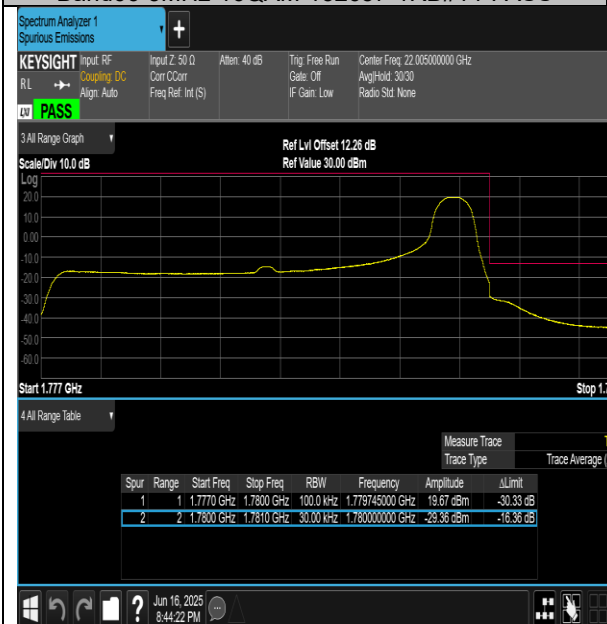 Spectrum Analyzer 1
Spurious Emissions
+
KEYSIGHT Input: RF Input Z: 50 Ω Atten: 40 dB Trig: Free Run Center Freq: 22.005000000 GHz
RL Coupling: DC Corr CCorr Gate: Off Avg|Hold: 30/30
Align: Auto Freq Ref: Int (S) IF Gain: Low Radio Std: None
LXI PASS
3 All Range Graph
Ref Lvl Offset 12.26 dB
Scale/Div 10.0 dB Ref Value 30.00 dBm
Log
20.0
10.0
0.00
-10.0
-20.0
-30.0
-40.0
-50.0
-60.0
Start 1.777 GHz Stop 1.
4 All Range Table
Measure Trace
Trace Type Trace Average (
Spur Range Start Freq Stop Freq RBW Frequency Amplitude ΔLimit
1 1 1.7770 GHz 1.7800 GHz 100.0 kHz 1.779745000 GHz 19.67 dBm -30.33 dB
2 2 1.7800 GHz 1.7810 GHz 30.00 kHz 1.780000000 GHz -29.36 dBm -16.36 dB
? Jun 16, 2025
8:44:22 PM